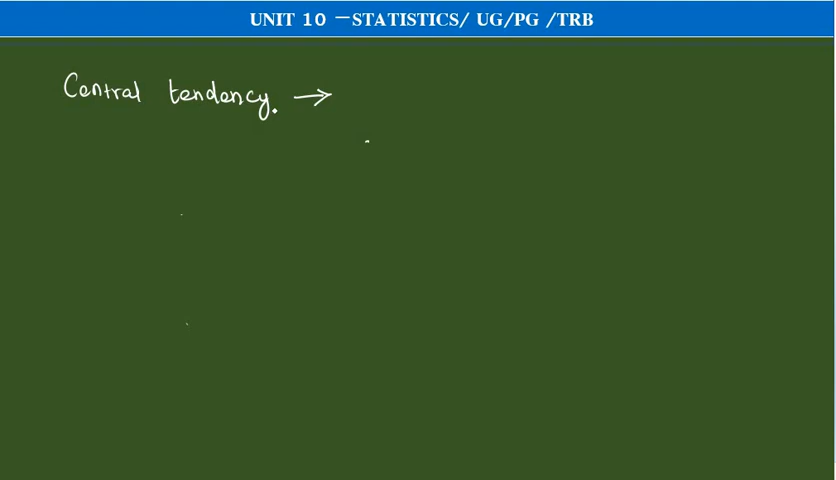 UNIT 10 －STATISTICS/ UG/PG /TRB
Central tendency. →